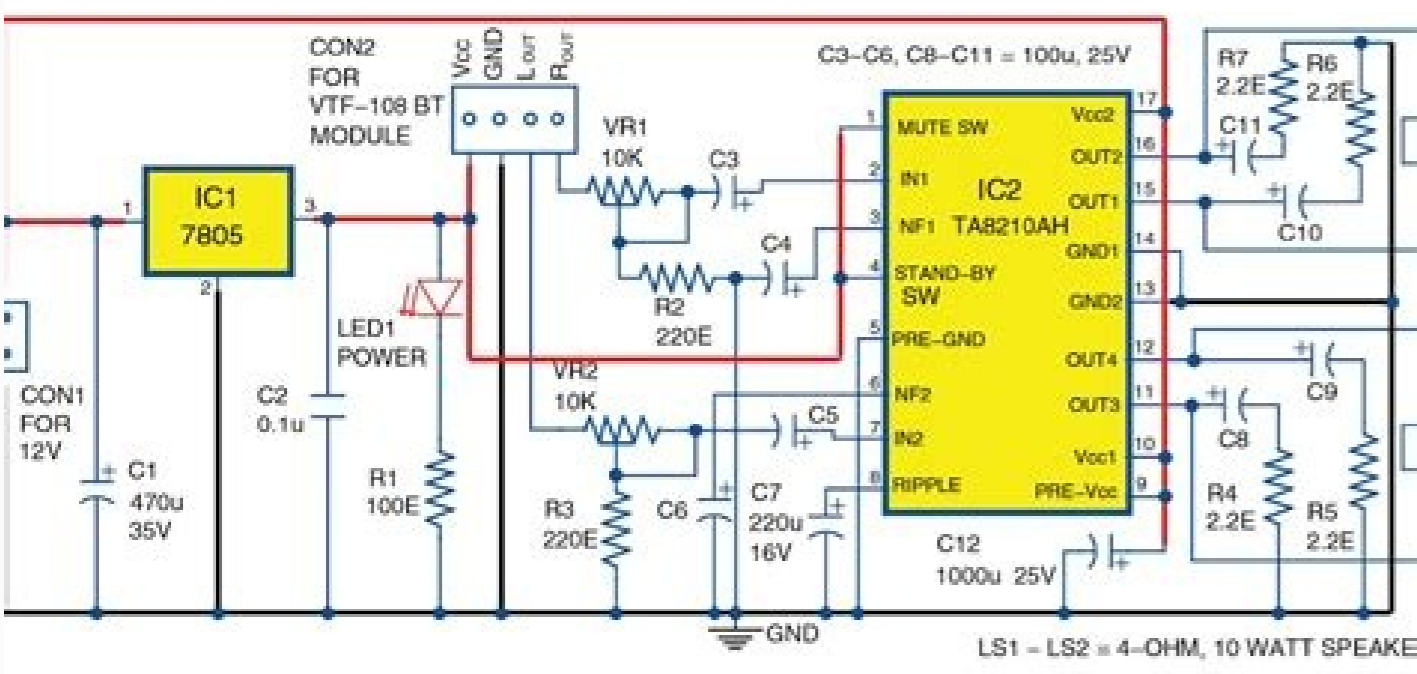 CON2
FOR
VTF-108 BT
MODULE
Vcc
GND
LOUT
ROUT
C3-C6, C8-C11 = 100u, 25V
IC1
7805
1
3
2
CON1
FOR
12V
C1
470u
35V
C2
0.1u
LED1
POWER
R1
100E
VR1
10K
C3
C4
R2
220E
VR2
10K
C5
R3
220E
C6
C7
220u
16V
IC2
TA8210AH
1
MUTE SW
2
IN1
3
NF1
4
STAND-BY
SW
5
PRE-GND
6
NF2
7
IN2
8
RIPPLE
17
Vcc2
16
OUT2
15
OUT1
14
GND1
13
GND2
12
OUT4
11
OUT3
10
Vcc1
9
PRE-Vcc
C12
1000u 25V
R7
2.2E
R6
2.2E
C11
C10
C9
C8
R4
2.2E
R5
2.2E
GND
LS1 - LS2 = 4-OHM, 10 WATT SPEAKE